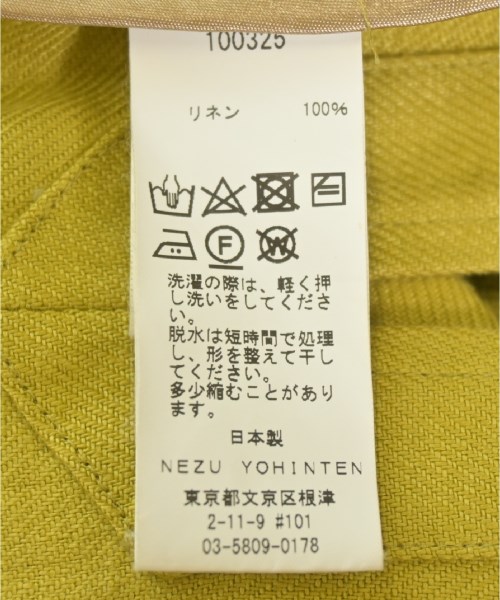 100325
リネン 100%
F W
洗濯の際は、軽く押
し洗いをしてくださ
い。
脱水は短時間で処理
し、形を整えて干し
てください。
多少縮むことがあり
ます。
日本製
NEZU YOHINTEN
東京都文京区根津
2-11-9 #101
03-5809-0178